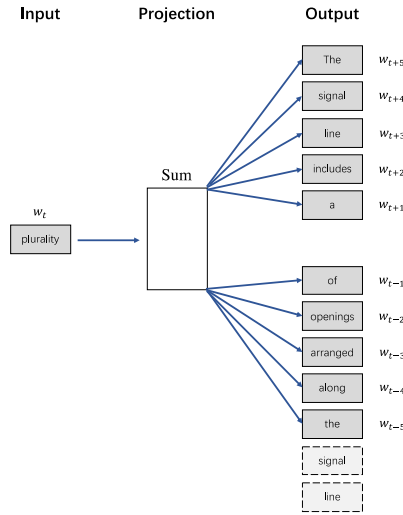 Input Projection Output
The w_{t+5}
signal w_{t+4}
line w_{t+3}
includes w_{t+2}
Sum
a w_{t+1}
w_t
plurality
of w_{t-1}
openings w_{t-2}
arranged w_{t-3}
along w_{t-4}
the w_{t-5}
signal
line